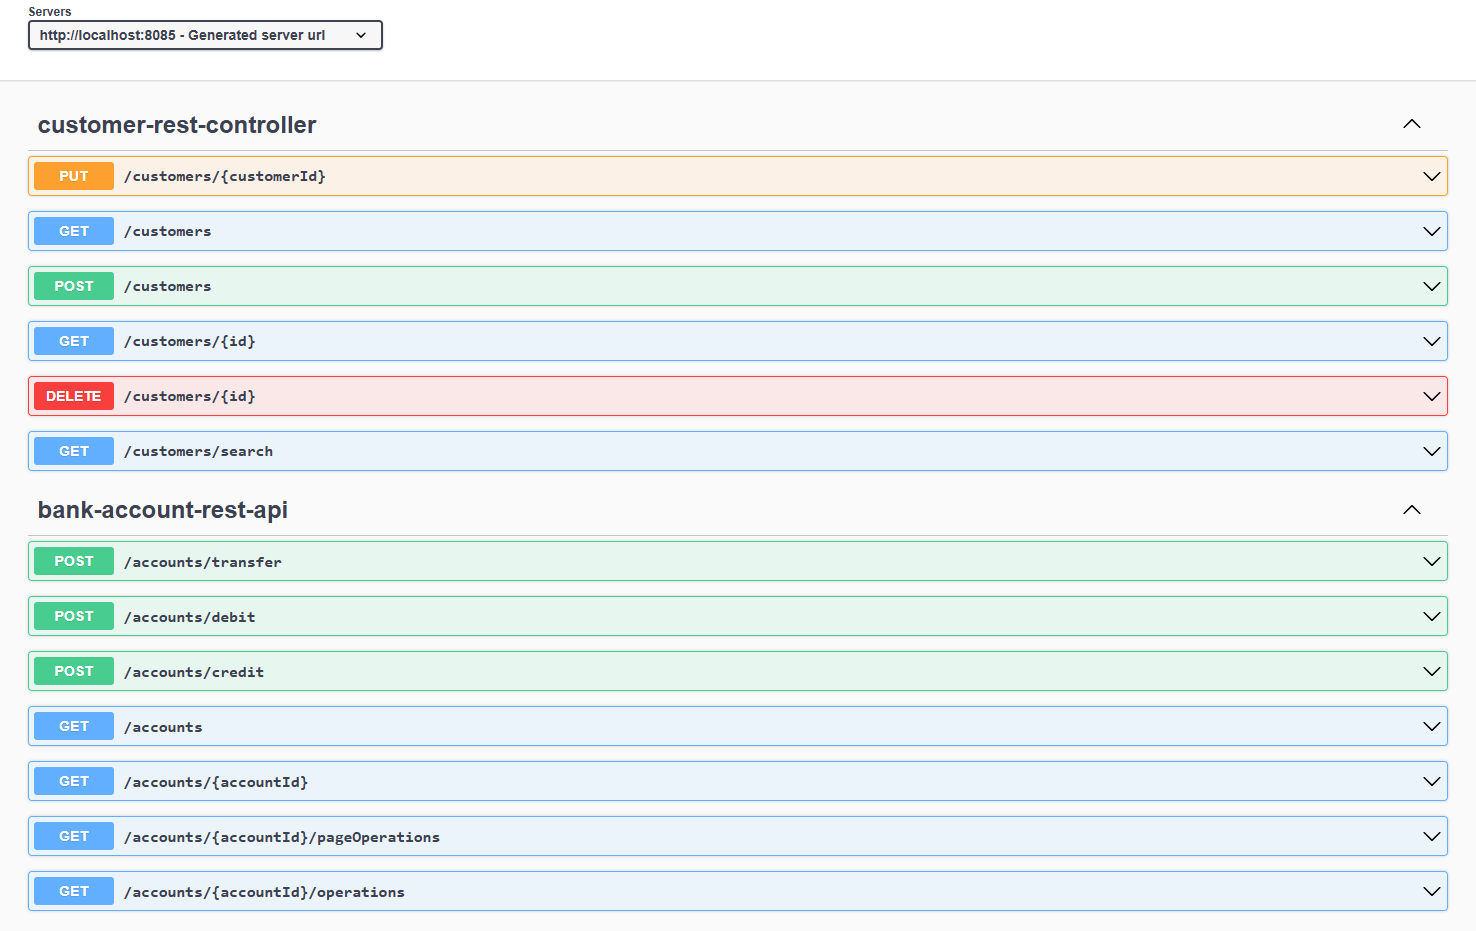 Servers
http://localhost:8085 - Generated server url
customer-rest-controller
PUT /customers/{customerId}
GET /customers
POST /customers
GET /customers/{id}
DELETE /customers/{id}
GET /customers/search
bank-account-rest-api
POST /accounts/transfer
POST /accounts/debit
POST /accounts/credit
GET /accounts
GET /accounts/{accountId}
GET /accounts/{accountId}/pageOperations
GET /accounts/{accountId}/operations